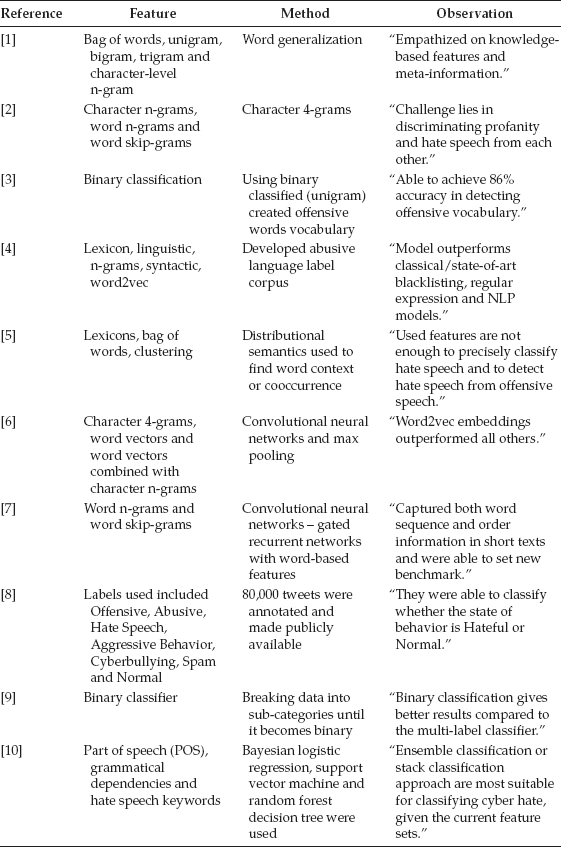 Reference Feature Method Observation
[1] Bag of words, unigram, Word generalization “Empathized on knowledge-
bigram, trigram and based features and
character-level meta-information.”
n-gram
[2] Character n-grams, Character 4-grams “Challenge lies in
word n-grams and discriminating profanity
word skip-grams and hate speech from each
other.”
[3] Binary classification Using binary “Able to achieve 86%
classified (unigram) accuracy in detecting
created offensive offensive vocabulary.”
words vocabulary
[4] Lexicon, linguistic, Developed abusive “Model outperforms
n-grams, syntactic, language label classical/state-of-art
word2vec corpus blacklisting, regular
expression and NLP
models.”
[5] Lexicons, bag of Distributional “Used features are not
words, clustering semantics used to enough to precisely classify
find word context hate speech and to detect
or cooccurrence hate speech from offensive
speech.”
[6] Character 4-grams, Convolutional neural “Word2vec embeddings
word vectors and networks and max outperformed all others.”
word vectors pooling
combined with
character n-grams
[7] Word n-grams and Convolutional neural “Captured both word
word skip-grams networks – gated sequence and order
recurrent networks information in short texts
with word-based and were able to set new
features benchmark.”
[8] Labels used included 80,000 tweets were “They were able to classify
Offensive, Abusive, annotated and whether the state of
Hate Speech, made publicly behavior is Hateful or
Aggressive Behavior, available Normal.”
Cyberbullying, Spam
and Normal
[9] Binary classifier Breaking data into “Binary classification gives
sub-categories until better results compared to
it becomes binary the multi-label classifier.”
[10] Part of speech (POS), Bayesian logistic “Ensemble classification or
grammatical regression, support stack classification
dependencies and vector machine and approach are most suitable
hate speech keywords random forest for classifying cyber hate,
decision tree were given the current feature
used sets.”